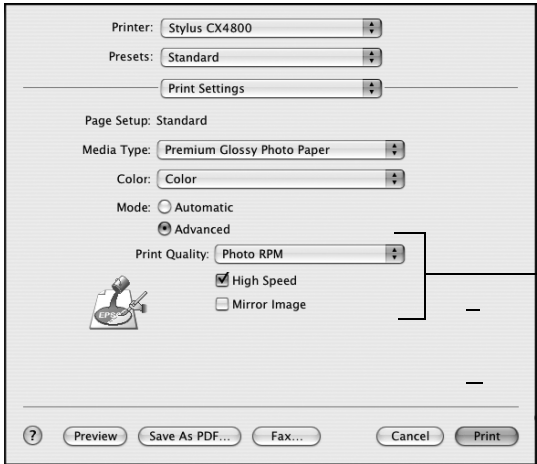 Printer: Stylus CX4800
Presets: Standard
Print Settings
Page Setup: Standard
Media Type: Premium Glossy Photo Paper
Color: Color
Mode: Automatic
Advanced
Print Quality: Photo RPM
High Speed
Mirror Image
EPSO
? Preview Save As PDF... Fax... Cancel Print